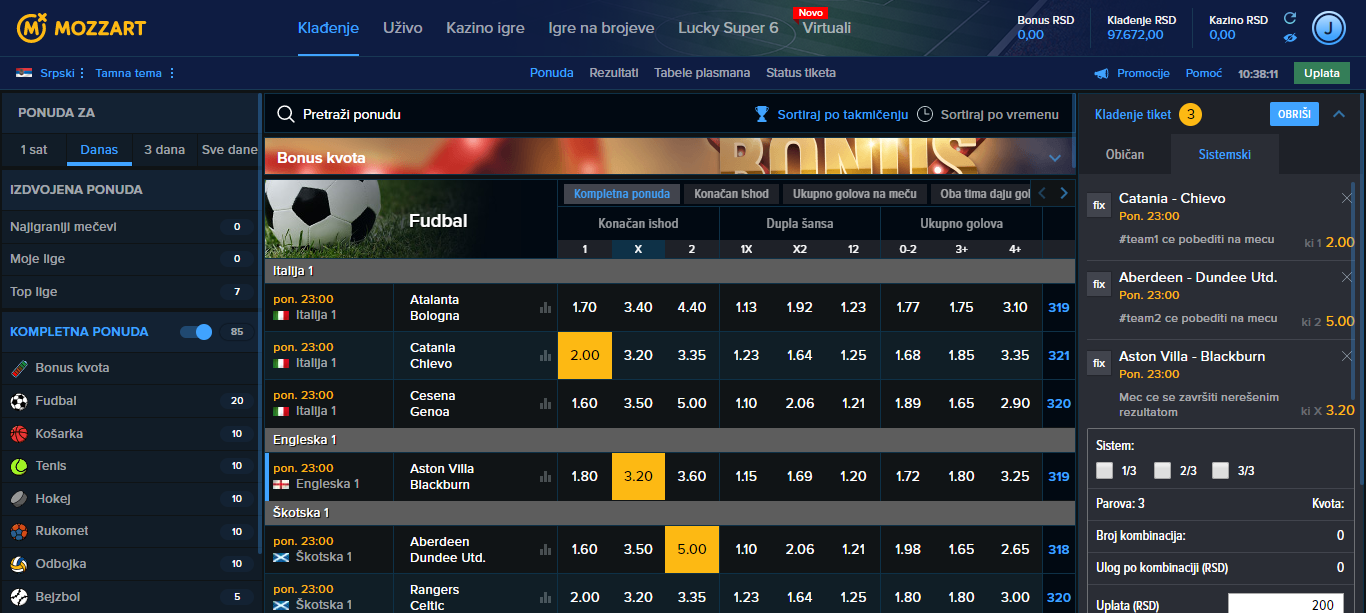 MOZZART
Klađenje
Uživo
Kazino igre
Igre na brojeve
Lucky Super 6
Novo
Virtuali
Bonus RSD
0,00
Klađenje RSD
97.672,00
Kazino RSD
0,00
J
Srpski
Tamna tema
Ponuda
Rezultati
Tabele plasmana
Status tiketa
Promocije
Pomoć
10:38:11
Uplata
PONUDA ZA
1 sat
Danas
3 dana
Sve dane
IZDVOJENA PONUDA
Najigraniji mečevi 0
Moje lige 0
Top lige 7
KOMPLETNA PONUDA 85
Bonus kvota
Fudbal 20
Košarka 10
Tenis 10
Hokej 10
Rukomet 10
Odbojka 10
Bejzbol 5
Pretraži ponudu
Sortiraj po takmičenju
Sortiraj po vremenu
Bonus kvota
BONUS
Fudbal
Kompletna ponuda
Konačan ishod
Ukupno golova na meču
Oba tima daju gol
Konačan ishod
Dupla šansa
Ukupno golova
1 X 2 1X X2 12 0-2 3+ 4+
Italija 1
pon. 23:00
Italija 1
Atalanta
Bologna
1.70 3.40 4.40 1.13 1.92 1.23 1.77 1.75 3.10 319
pon. 23:00
Italija 1
Catania
Chievo
2.00 3.20 3.35 1.23 1.64 1.25 1.68 1.85 3.35 321
pon. 23:00
Italija 1
Cesena
Genoa
1.60 3.50 5.00 1.10 2.06 1.21 1.89 1.65 2.90 320
Engleska 1
pon. 23:00
Engleska 1
Aston Villa
Blackburn
1.80 3.20 3.60 1.15 1.69 1.20 1.72 1.80 3.25 319
Škotska 1
pon. 23:00
Škotska 1
Aberdeen
Dundee Utd.
1.60 3.50 5.00 1.10 2.06 1.21 1.98 1.65 2.65 318
pon. 23:00
Škotska 1
Rangers
Celtic
2.00 3.20 3.35 1.23 1.64 1.25 1.80 1.80 3.00 320
Klađenje tiket 3
OBRIŠI
Običan
Sistemski
fix
Catania - Chievo
Pon. 23:00
#team1 ce pobediti na mecu
ki 1 2.00
fix
Aberdeen - Dundee Utd.
Pon. 23:00
#team2 ce pobediti na mecu
ki 2 5.00
fix
Aston Villa - Blackburn
Pon. 23:00
Mec ce se završiti nerešenim
rezultatom
ki X 3.20
Sistem:
1/3 2/3 3/3
Parova: 3 Kvota:
Broj kombinacija: 0
Ulog po kombinaciji (RSD) 0
Uplata (RSD) 200